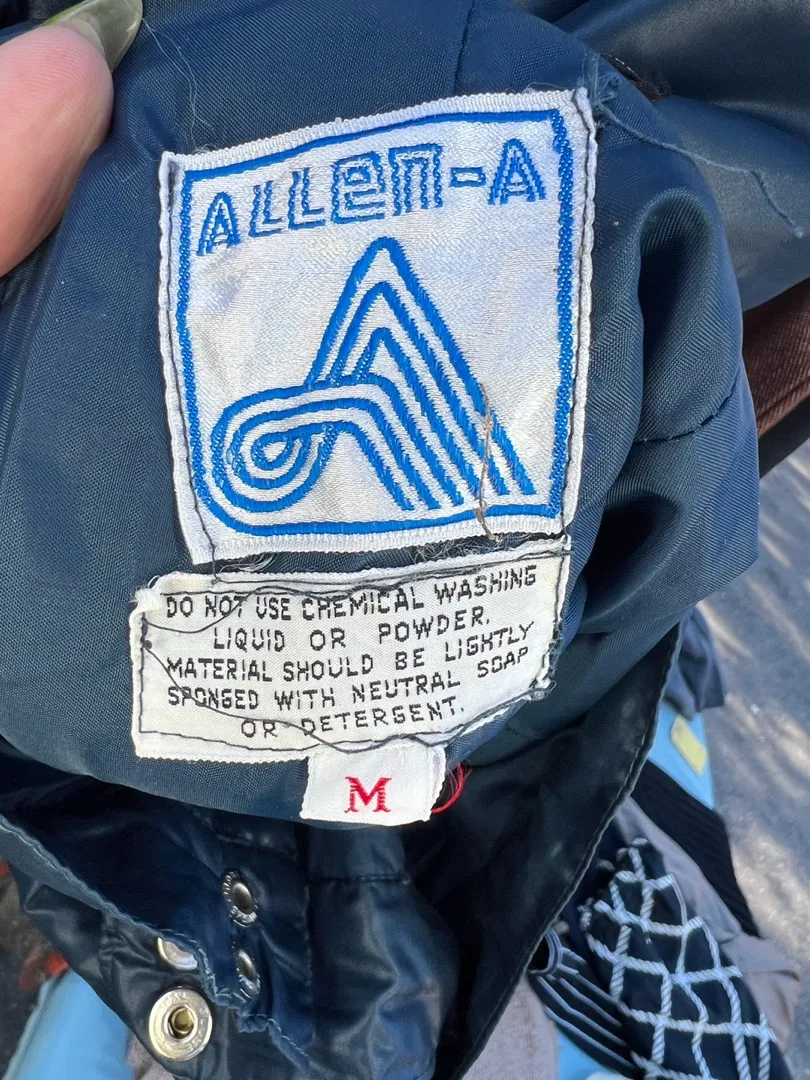 ALLen-A
DO NOT USE CHEMICAL WASHING
LIQUID OR POWDER.
MATERIAL SHOULD BE LIGHTLY
SPONGED WITH NEUTRAL SOAP
OR DETERGENT.
M